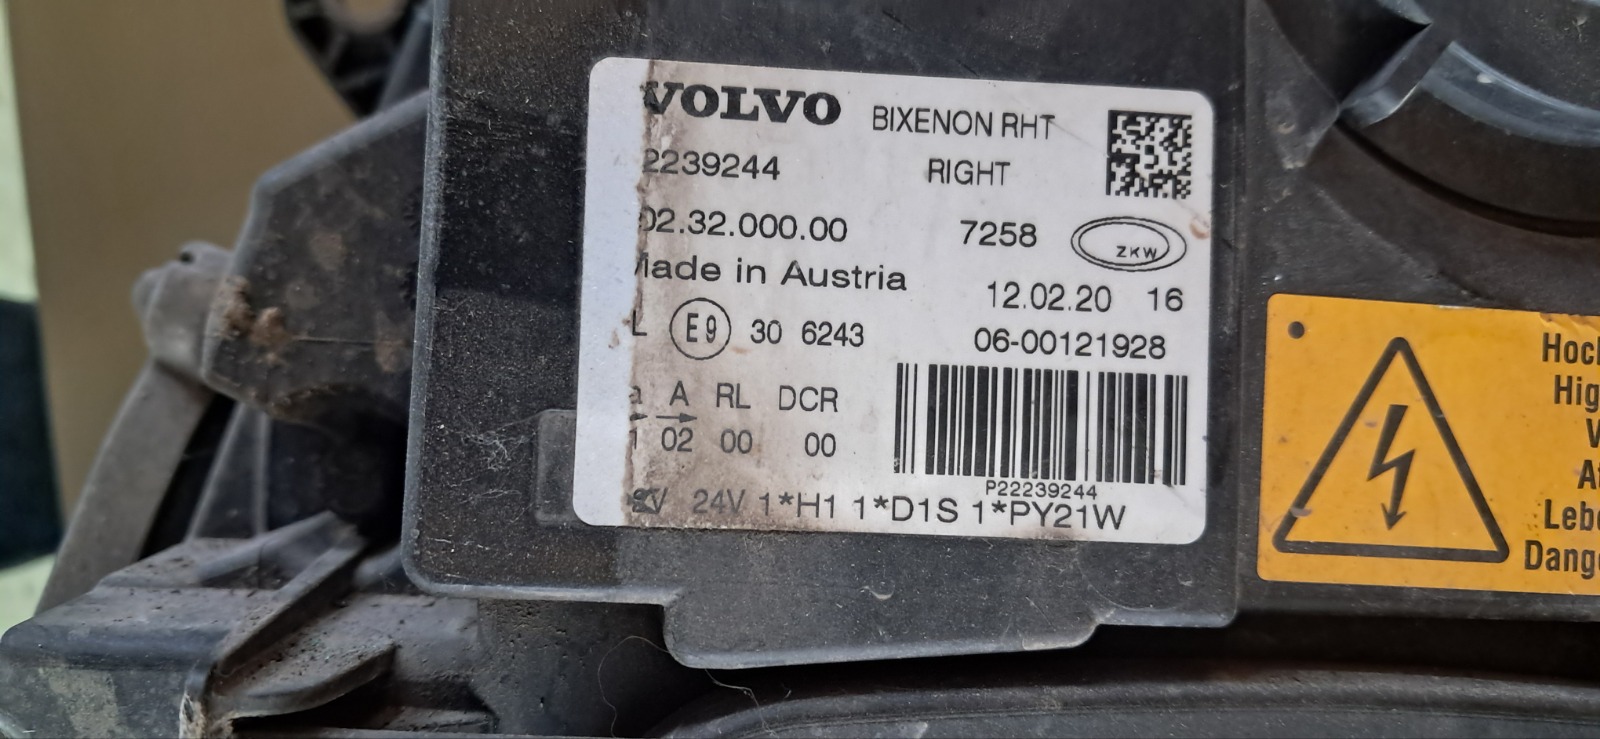 VOLVO BIXENON RHT
2239244 RIGHT
02.32.000.00 7258 ZKW
Made in Austria 12.02.20 16
L E9 30 6243 06-00121928
a A RL DCR
1 02 00 00
P22239244
24V 1*H1 1*D1S 1*PY21W